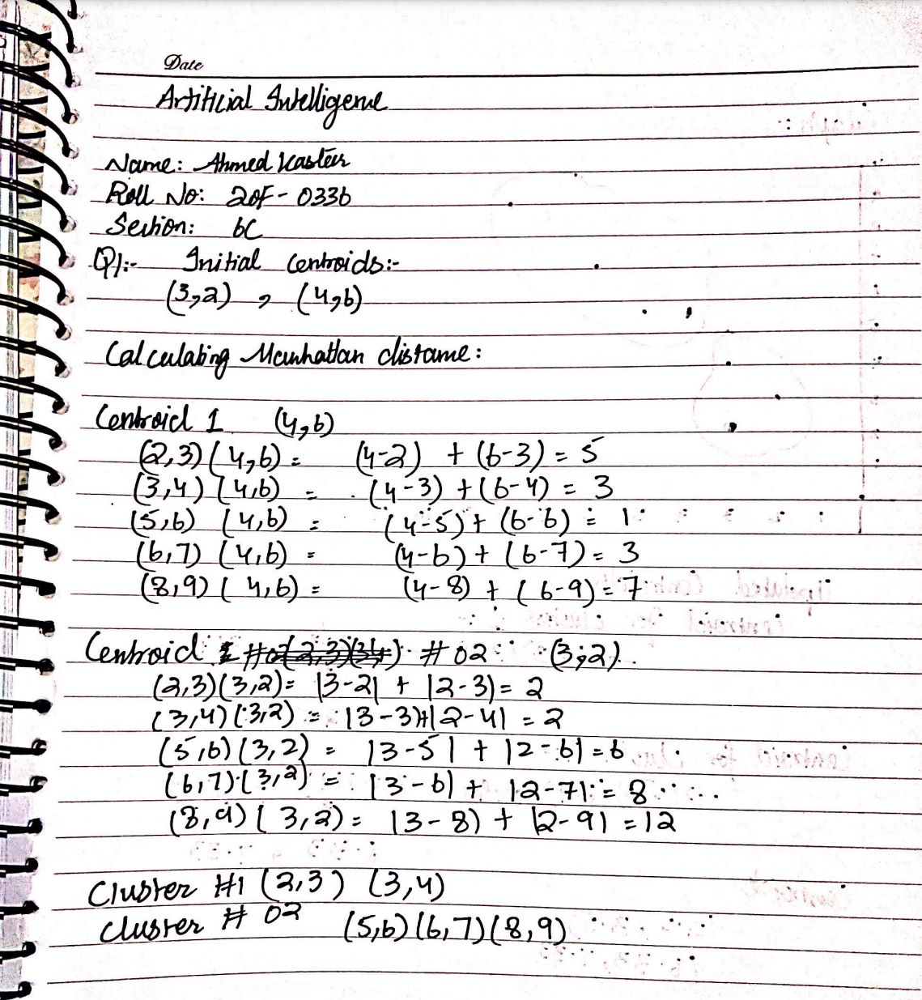 Date
Artificial Intelligence
Name: Ahmed
Roll No: 20F - 0336
Section: 6C
Q1:- Initial Centroids:-
(3,2) , (4,6)
Calculating Manhattan distance:
Centroid 1 (4,6)
(2,3) (4,6) = (4-2) + (6-3) = 5
(3,4) (4,6) = (4-3) + (6-4) = 3
(5,6) (4,6) = (4-5) + (6-6) = 1
(6,7) (4,6) = (4-6) + (6-7) = 3
(8,9) (4,6) = (4-8) + (6-9) = 7
Centroid # 02 (3,2).
(2,3)(3,2) = |3-2| + |2-3) = 2
(3,4) (3,2) = |3-3)+|2-4| = 2
(5,6) (3,2) = |3-5| + |2-6| = 6
(6,7) (3,2) = |3-6| + |2-7| = 8
(8,9) (3,2) = |3-8) + |2-9| = 12
Cluster #1 (2,3) (3,4)
Cluster # 02 (5,6) (6,7) (8,9)